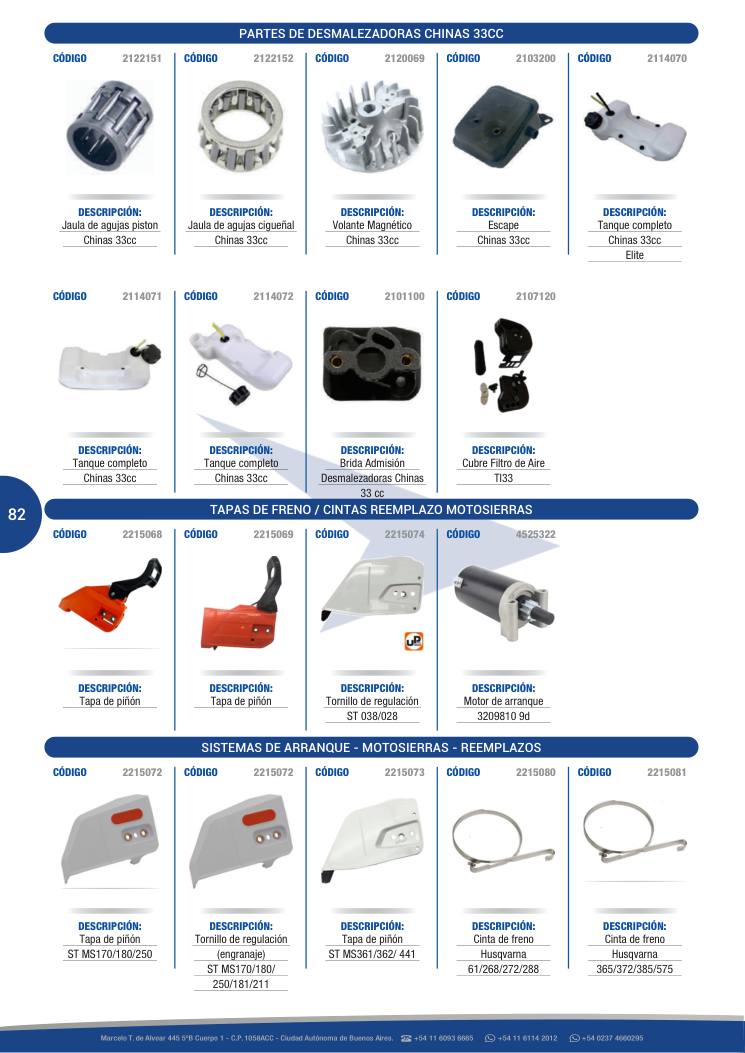 PARTES DE DESMALEZADORAS CHINAS 33CC
CÓDIGO 2122151
CÓDIGO 2122152
CÓDIGO 2120069
CÓDIGO 2103200
CÓDIGO 2114070
DESCRIPCIÓN:
Jaula de agujas piston
Chinas 33cc
DESCRIPCIÓN:
Jaula de agujas cigueñal
Chinas 33cc
DESCRIPCIÓN:
Volante Magnético
Chinas 33cc
DESCRIPCIÓN:
Escape
Chinas 33cc
DESCRIPCIÓN:
Tanque completo
Chinas 33cc
Elite
CÓDIGO 2114071
CÓDIGO 2114072
CÓDIGO 2101100
CÓDIGO 2107120
DESCRIPCIÓN:
Tanque completo
Chinas 33cc
DESCRIPCIÓN:
Tanque completo
Chinas 33cc
DESCRIPCIÓN:
Brida Admisión
Desmalezadoras Chinas
33 cc
DESCRIPCIÓN:
Cubre Filtro de Aire
Tl33
82
TAPAS DE FRENO / CINTAS REEMPLAZO MOTOSIERRAS
CÓDIGO 2215068
CÓDIGO 2215069
CÓDIGO 2215074
CÓDIGO 4525322
UP
DESCRIPCIÓN:
Tapa de piñón
DESCRIPCIÓN:
Tapa de piñón
DESCRIPCIÓN:
Tornillo de regulación
ST 038/028
DESCRIPCIÓN:
Motor de arranque
3209810 9d
SISTEMAS DE ARRANQUE - MOTOSIERRAS - REEMPLAZOS
CÓDIGO 2215072
CÓDIGO 2215072
CÓDIGO 2215073
CÓDIGO 2215080
CÓDIGO 2215081
DESCRIPCIÓN:
Tapa de piñón
ST MS170/180/250
DESCRIPCIÓN:
Tornillo de regulación
(engranaje)
ST MS170/180/
250/181/211
DESCRIPCIÓN:
Tapa de piñón
ST MS361/362/ 441
DESCRIPCIÓN:
Cinta de freno
Husqvarna
61/268/272/288
DESCRIPCIÓN:
Cinta de freno
Husqvarna
365/372/385/575
Marcelo T. de Alvear 445 5ºB Cuerpo 1 - C.P. 1058ACC - Ciudad Autónoma de Buenos Aires. +54 11 6093 6665 +54 11 6114 2012 +54 0237 4660295